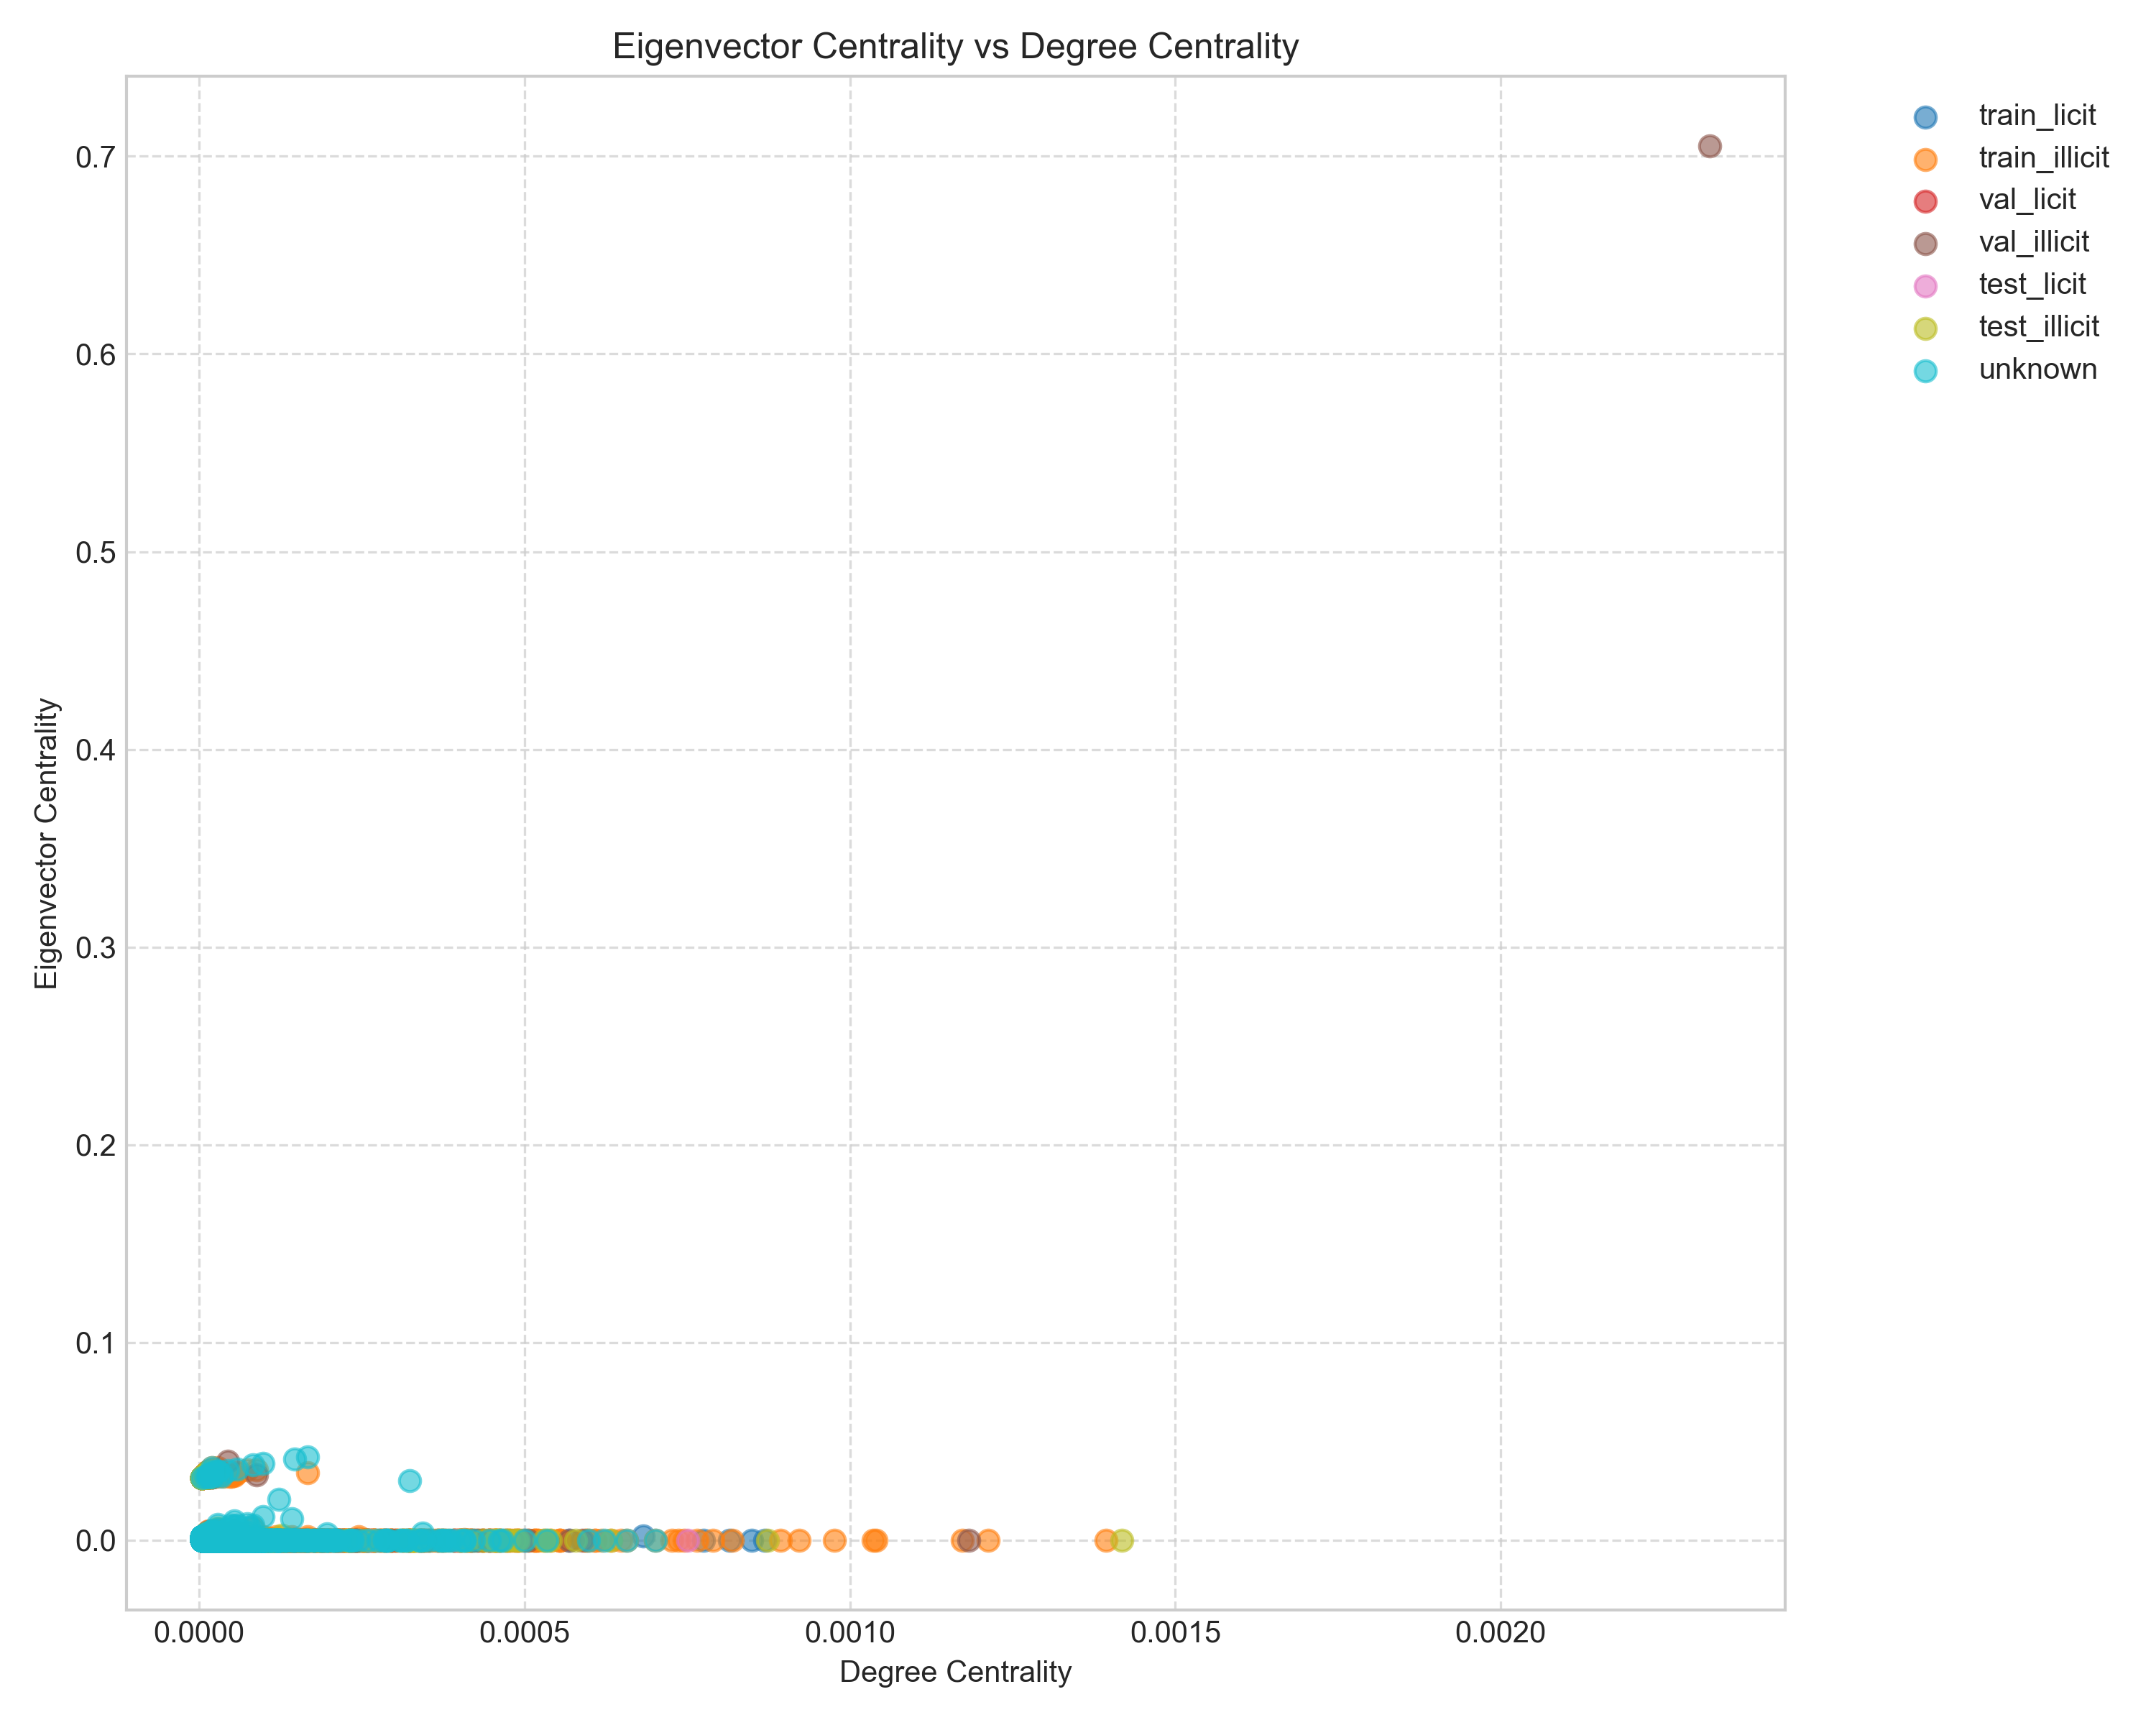 Eigenvector Centrality vs Degree Centrality
train_licit
train_illicit
val_licit
val_illicit
test_licit
test_illicit
unknown
Eigenvector Centrality
0.7
0.6
0.5
0.4
0.3
0.2
0.1
0.0
0.0000
0.0005
0.0010
0.0015
0.0020
Degree Centrality